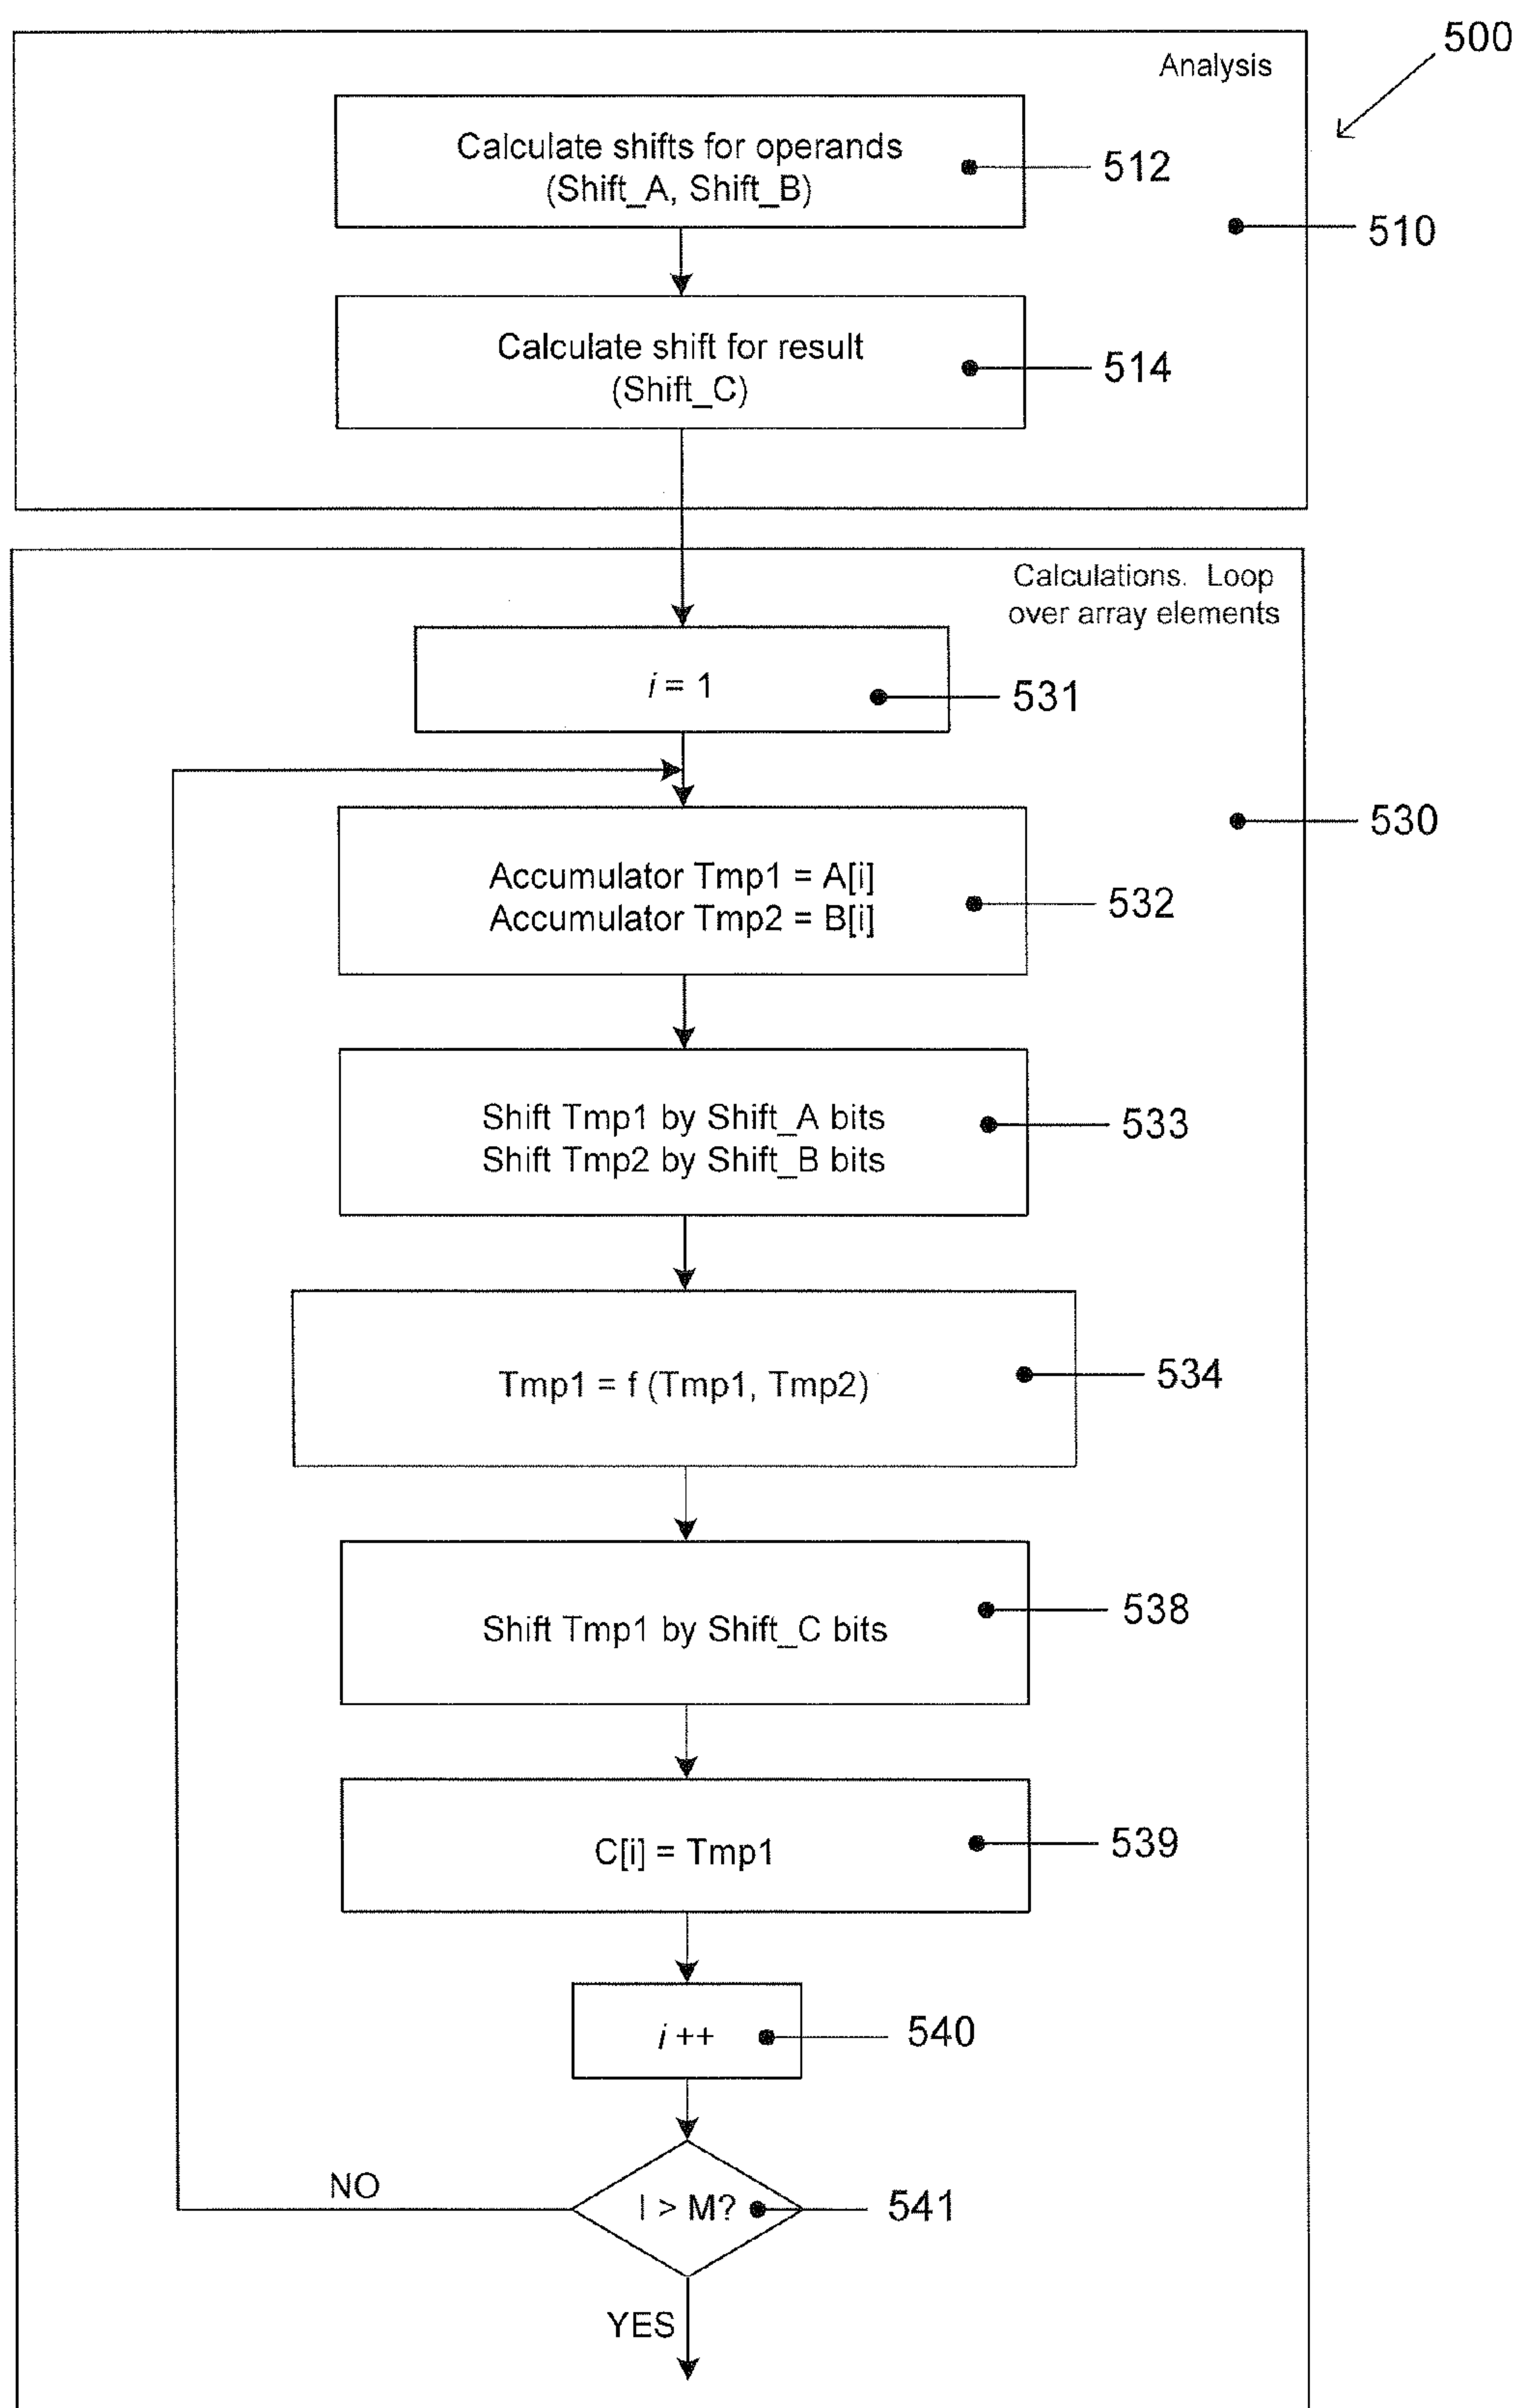 500
Analysis
Calculate shifts for operands
(Shift_A, Shift_B)
512
510
Calculate shift for result
(Shift_C)
514
Calculations. Loop
over array elements
i = 1
531
530
Accumulator Tmp1 = A[i]
Accumulator Tmp2 = B[i]
532
Shift Tmp1 by Shift_A bits
Shift Tmp2 by Shift_B bits
533
Tmp1 = f (Tmp1, Tmp2)
534
Shift Tmp1 by Shift_C bits
538
C[i] = Tmp1
539
i ++
540
NO
I > M?
541
YES